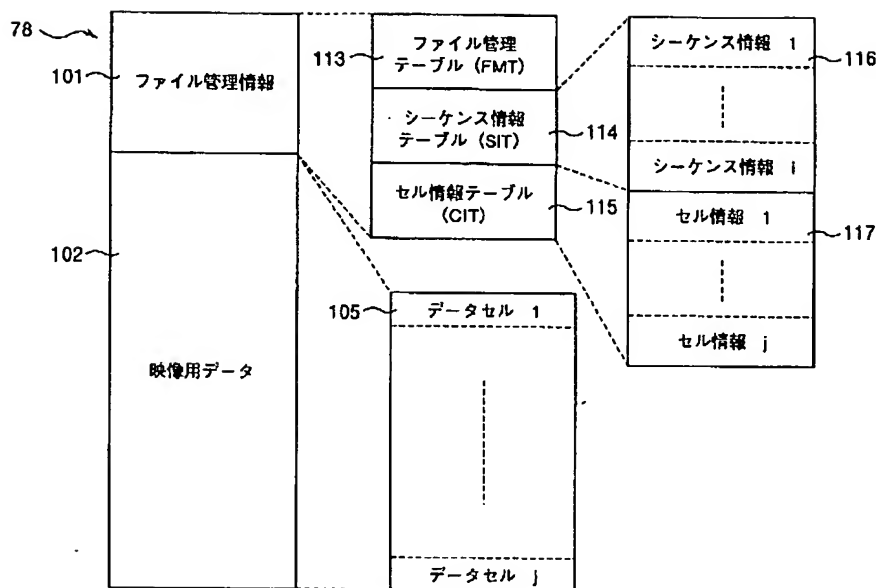 78
101
ファイル管理情報
102
映像用データ
113
ファイル管理
テーブル (FMT)
シーケンス情報
テーブル (SIT)
114
セル情報テーブル
(CIT)
115
105
データセル 1
データセル j
シーケンス情報 1
116
シーケンス情報 i
セル情報 1
117
セル情報 j